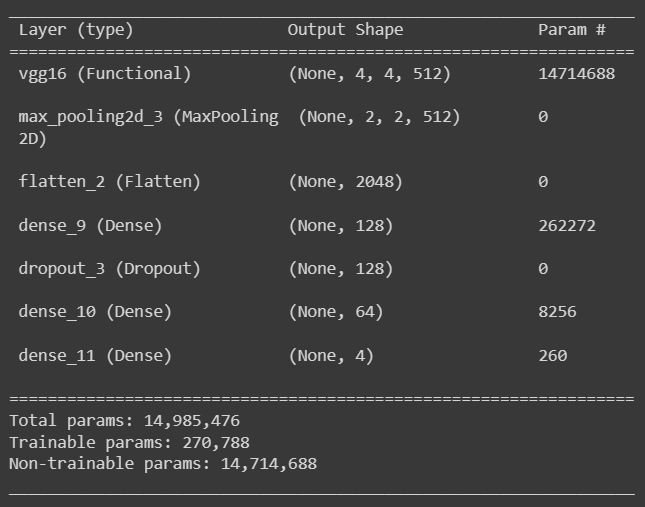 Layer (type) Output Shape Param #
vgg16 (Functional) (None, 4, 4, 512) 14714688
max_pooling2d_3 (MaxPooling (None, 2, 2, 512) 0
2D)
flatten_2 (Flatten) (None, 2048) 0
dense_9 (Dense) (None, 128) 262272
dropout_3 (Dropout) (None, 128) 0
dense_10 (Dense) (None, 64) 8256
dense_11 (Dense) (None, 4) 260
Total params: 14,985,476
Trainable params: 270,788
Non-trainable params: 14,714,688